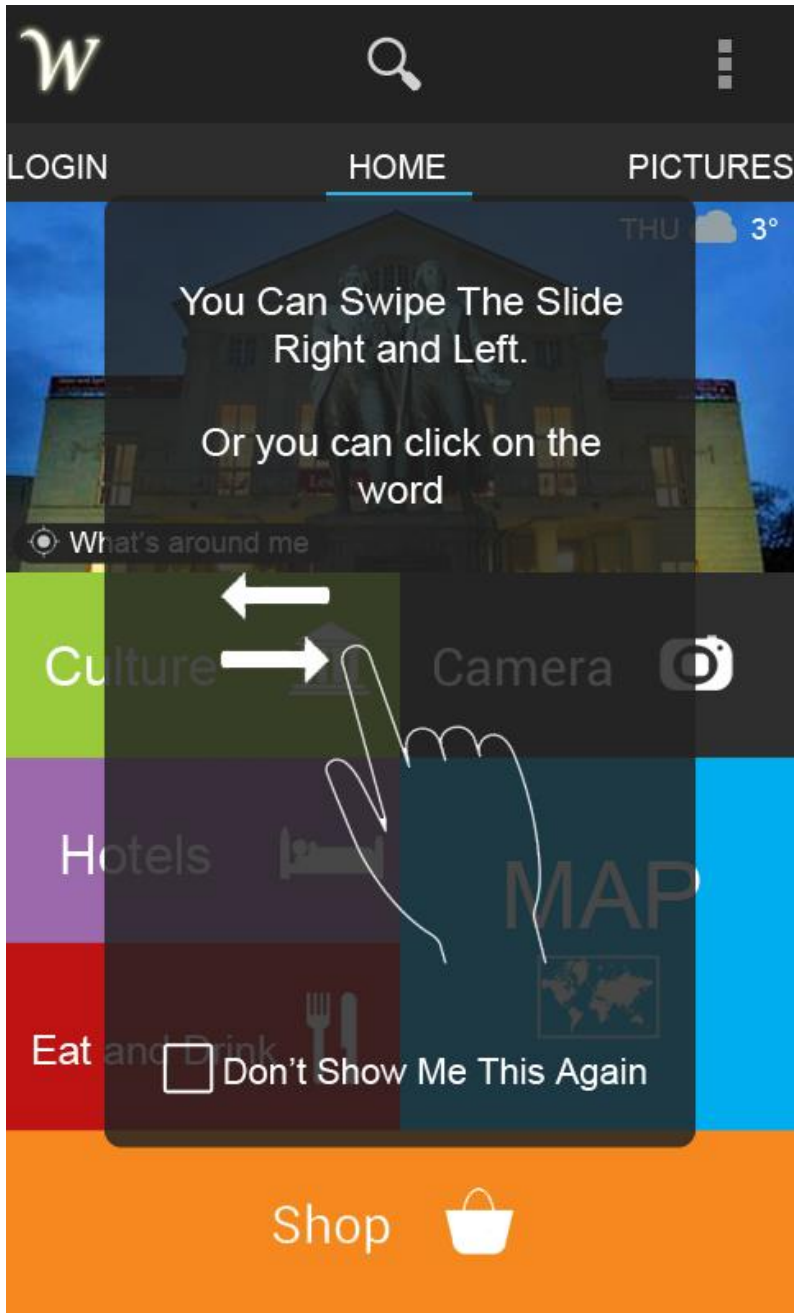 W
LOGIN HOME PICTURES
THU 3°
You Can Swipe The Slide
Right and Left.
Or you can click on the
word
What's around me
Culture Camera
Hotels
MAP
Eat and Drink
Don't Show Me This Again
Shop